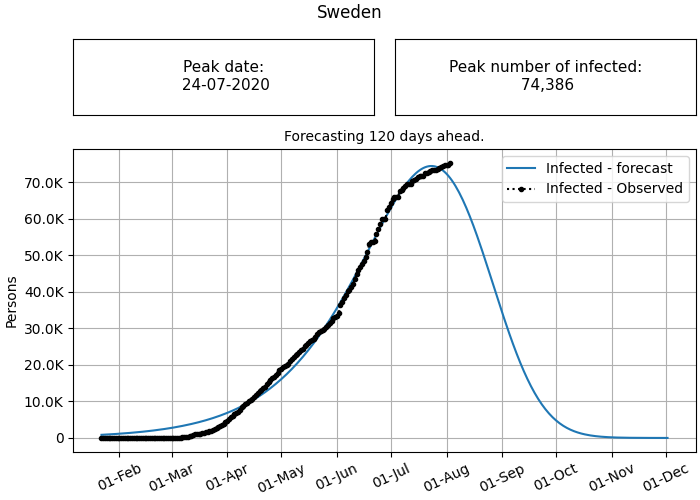 Sweden
Peak date:
24-07-2020
Peak number of infected:
74,386
Forecasting 120 days ahead.
Infected - forecast
Infected - Observed
Persons
70.0K
60.0K
50.0K
40.0K
30.0K
20.0K
10.0K
0
01-Feb
01-Mar
01-Apr
01-May
01-Jun
01-Jul
01-Aug
01-Sep
01-Oct
01-Nov
01-Dec